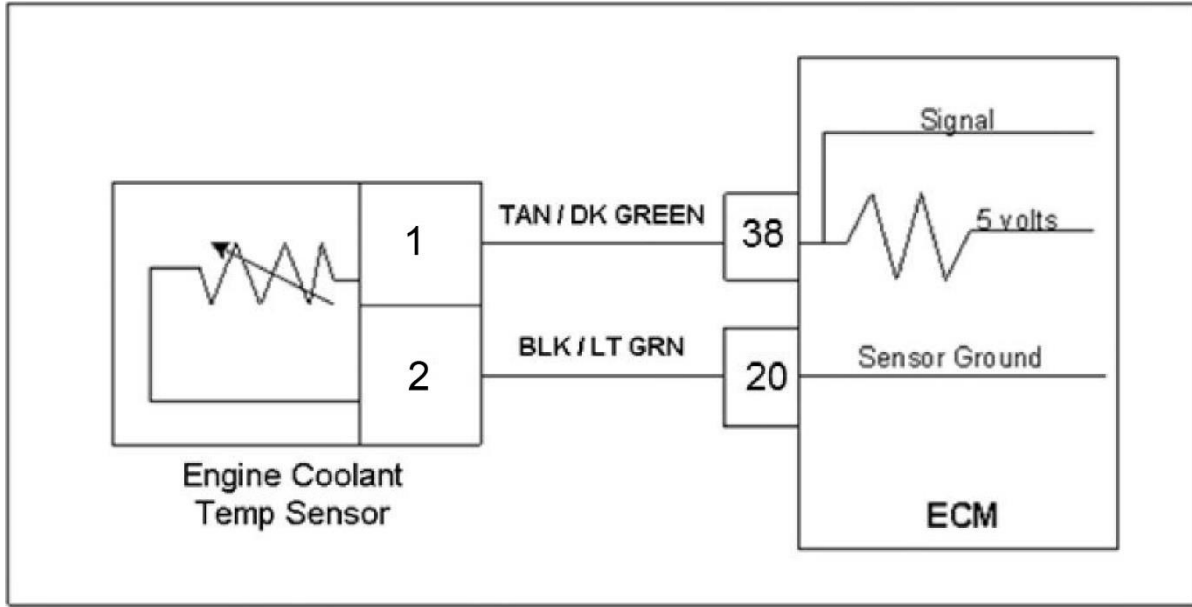 Signal
TAN / DK GREEN
1
38
5 volts
BLK / LT GRN
2
20
Sensor Ground
Engine Coolant
Temp Sensor
ECM